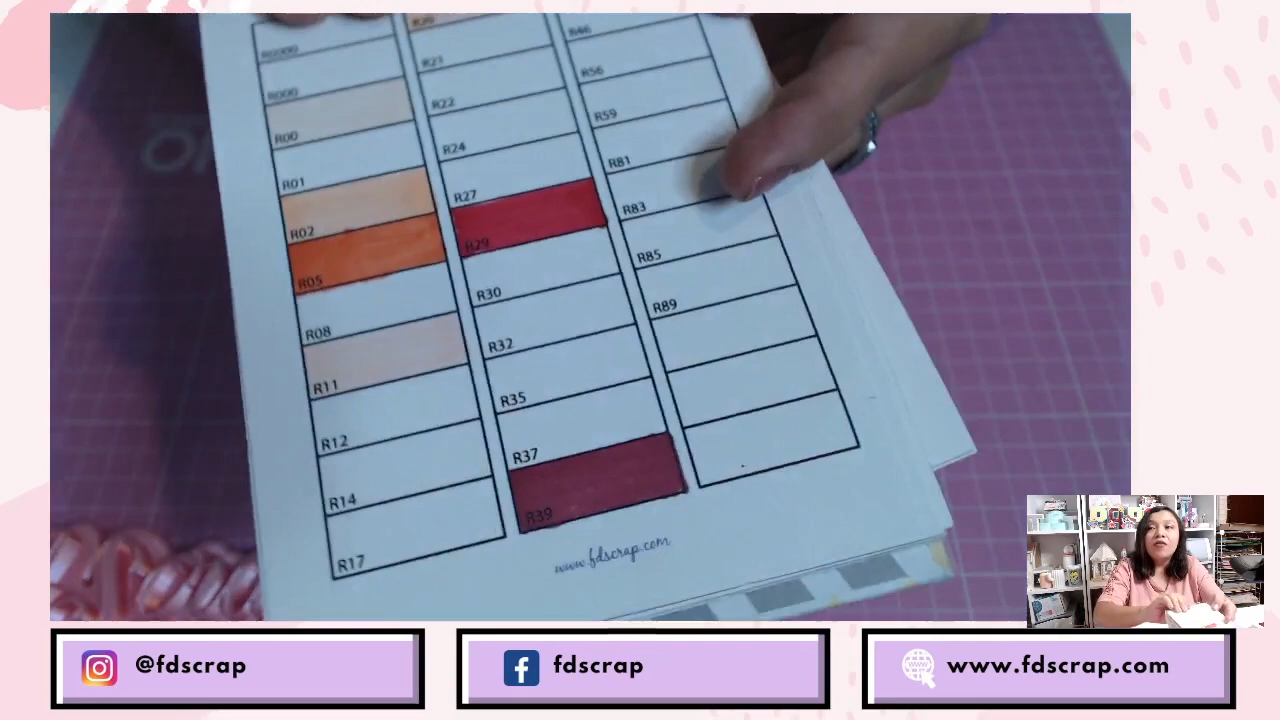 R0000
R000
R00
R01
R02
R05
R08
R11
R12
R14
R17
R20
R21
R22
R24
R27
R29
R30
R32
R35
R37
R39
R46
R56
R59
R81
R83
R85
R89
www.fdscrap.com
@fdscrap
fdscrap
www.fdscrap.com